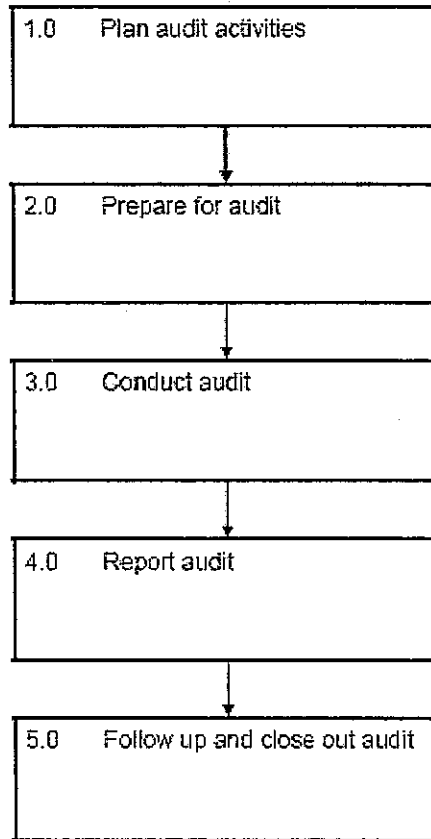 1.0 Plan audit activities
2.0 Prepare for audit
3.0 Conduct audit
4.0 Report audit
5.0 Follow up and close out audit